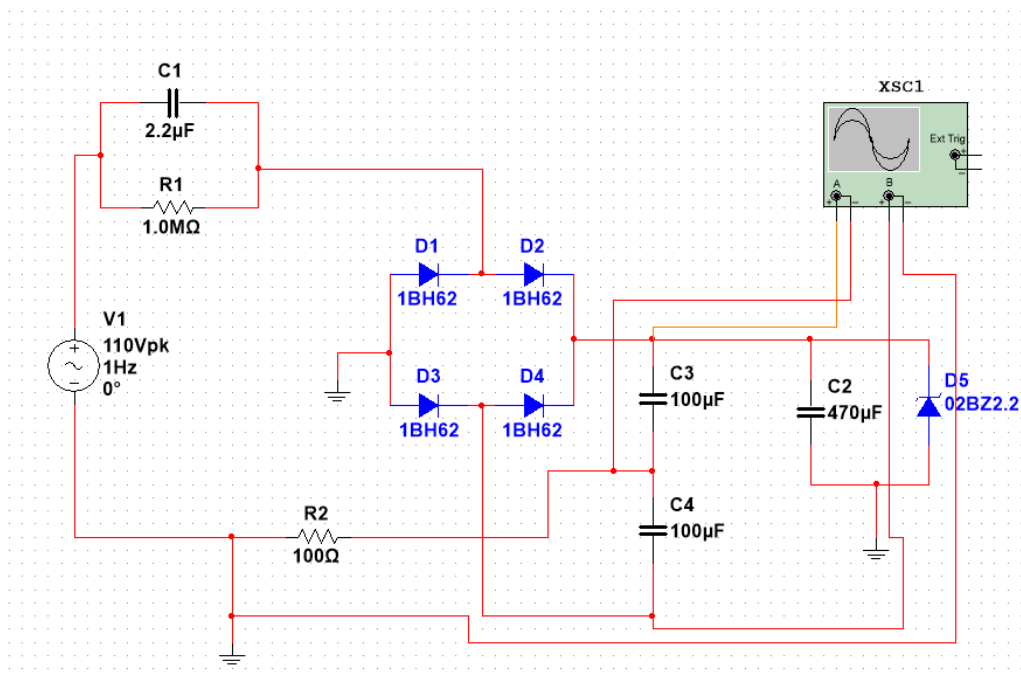 C1
2.2µF
R1
1.0MΩ
V1
110Vpk
1Hz
0°
D1
1BH62
D2
1BH62
D3
1BH62
D4
1BH62
R2
100Ω
C3
100µF
C4
100µF
C2
470µF
D5
02BZ2.2
XSC1
Ext Trig
A
B